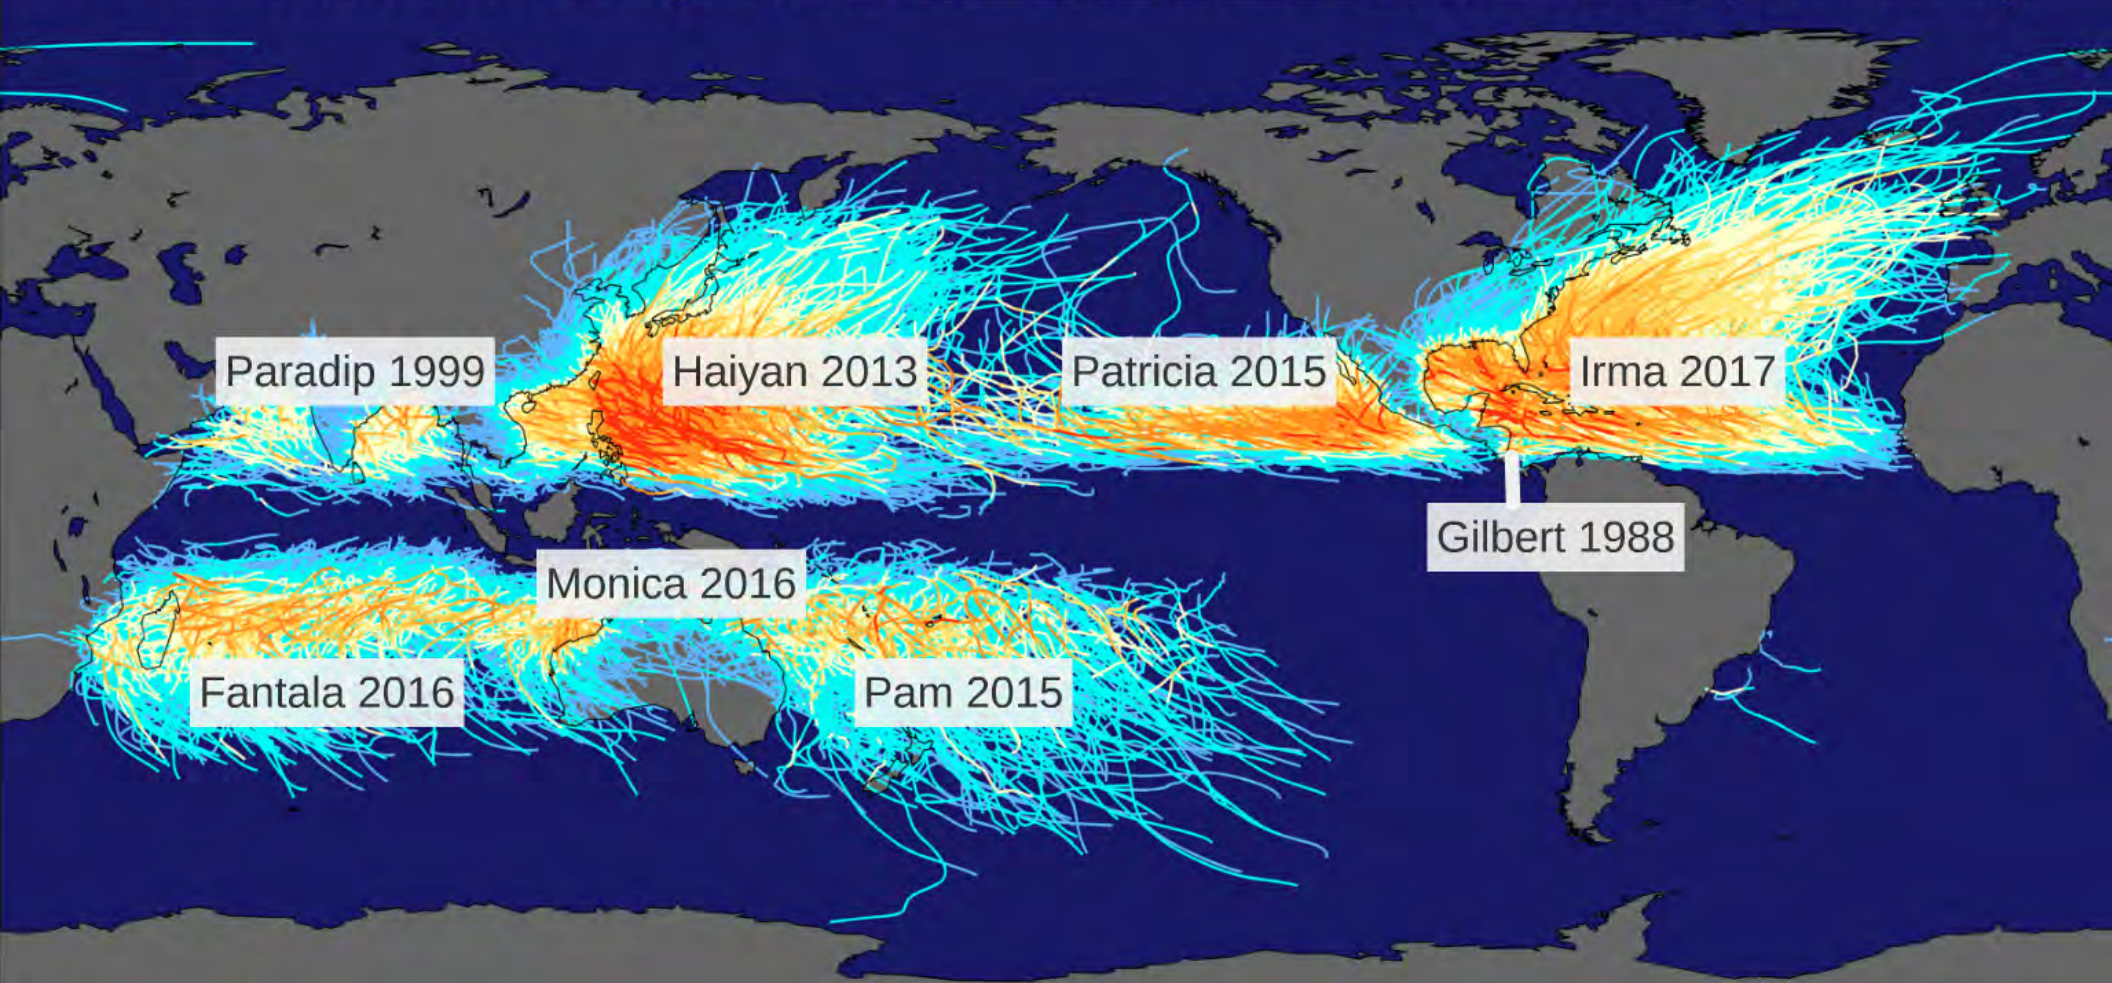 Paradip 1999
Haiyan 2013
Patricia 2015
Irma 2017
Gilbert 1988
Monica 2016
Fantala 2016
Pam 2015